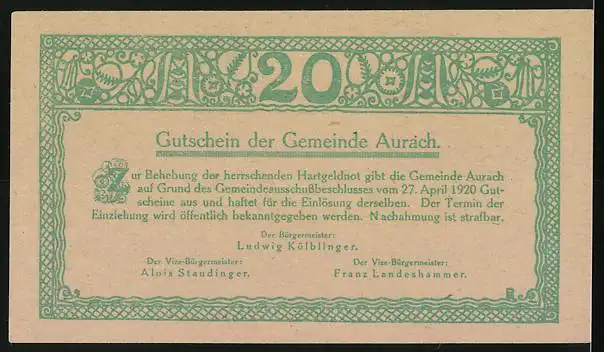 20
Gutschein der Gemeinde Aurach.
Zur Behebung der herrschenden Hartgeldnot gibt die Gemeinde Aurach
auf Grund des Gemeindeausschußbeschlusses vom 27. April 1920 Gut-
scheine aus und haftet für die Einlösung derselben. Der Termin der
Einziehung wird öffentlich bekanntgegeben werden. Nachahmung ist strafbar.
Der Bürgermeister:
Ludwig Kölblinger.
Der Vize-Bürgermeister: Der Vize-Bürgermeister:
Alois Staudinger. Franz Landeshammer.